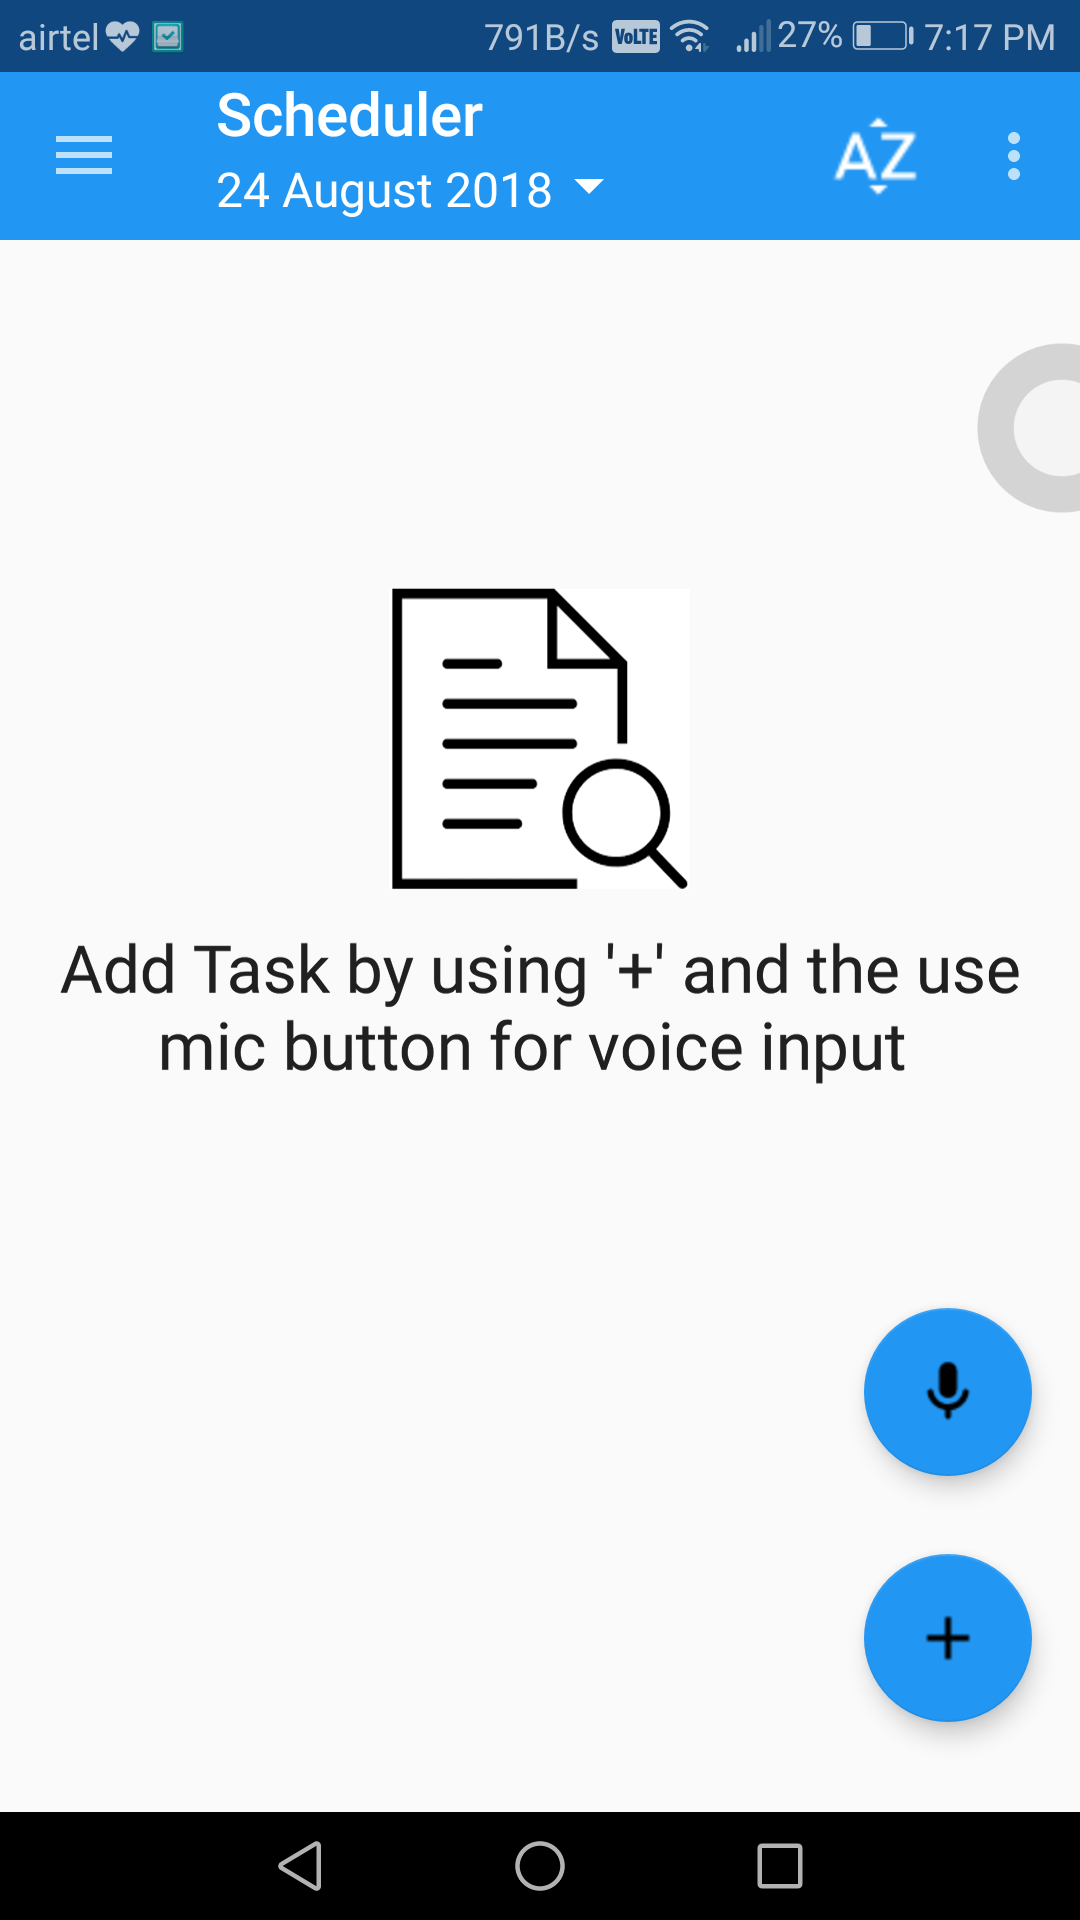 airtel 791B/s VoLTE 27% 7:17 PM
Scheduler
24 August 2018
AZ
Add Task by using '+' and the use
mic button for voice input